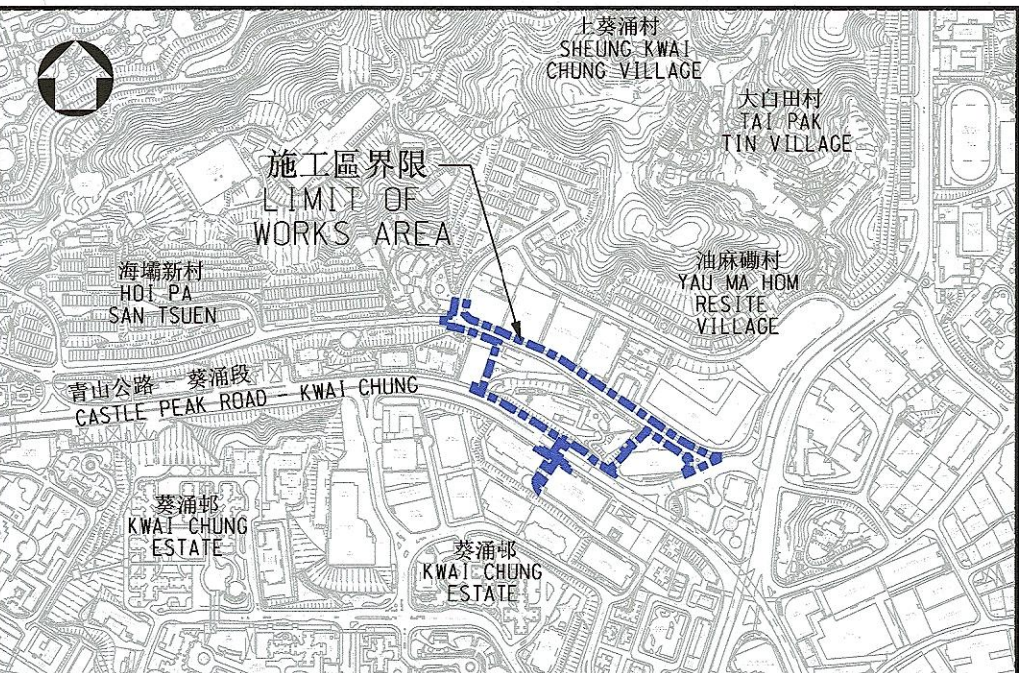 上葵涌村
SHEUNG KWAI
CHUNG VILLAGE
大白田村
TAI PAK
TIN VILLAGE
施工區界限
LIMIT OF
WORKS AREA
海壩新村
HOI PA
SAN TSUEN
油麻磡村
YAU MA HOM
RESITE
VILLAGE
青山公路 - 葵涌段
CASTLE PEAK ROAD - KWAI CHUNG
葵涌邨
KWAI CHUNG
ESTATE
葵涌邨
KWAI CHUNG
ESTATE